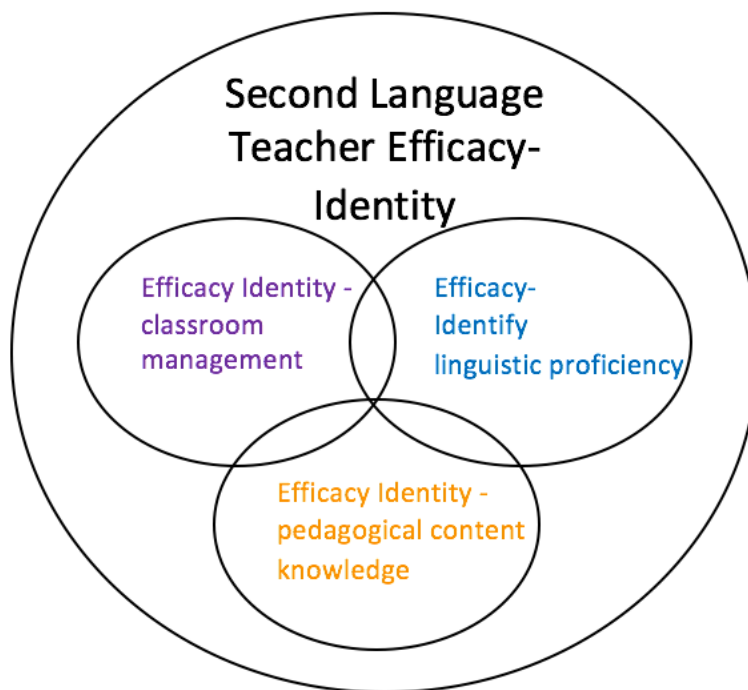 Second Language
Teacher Efficacy-
Identity
Efficacy Identity -
classroom
management
Efficacy-
Identify
linguistic proficiency
Efficacy Identity -
pedagogical content
knowledge